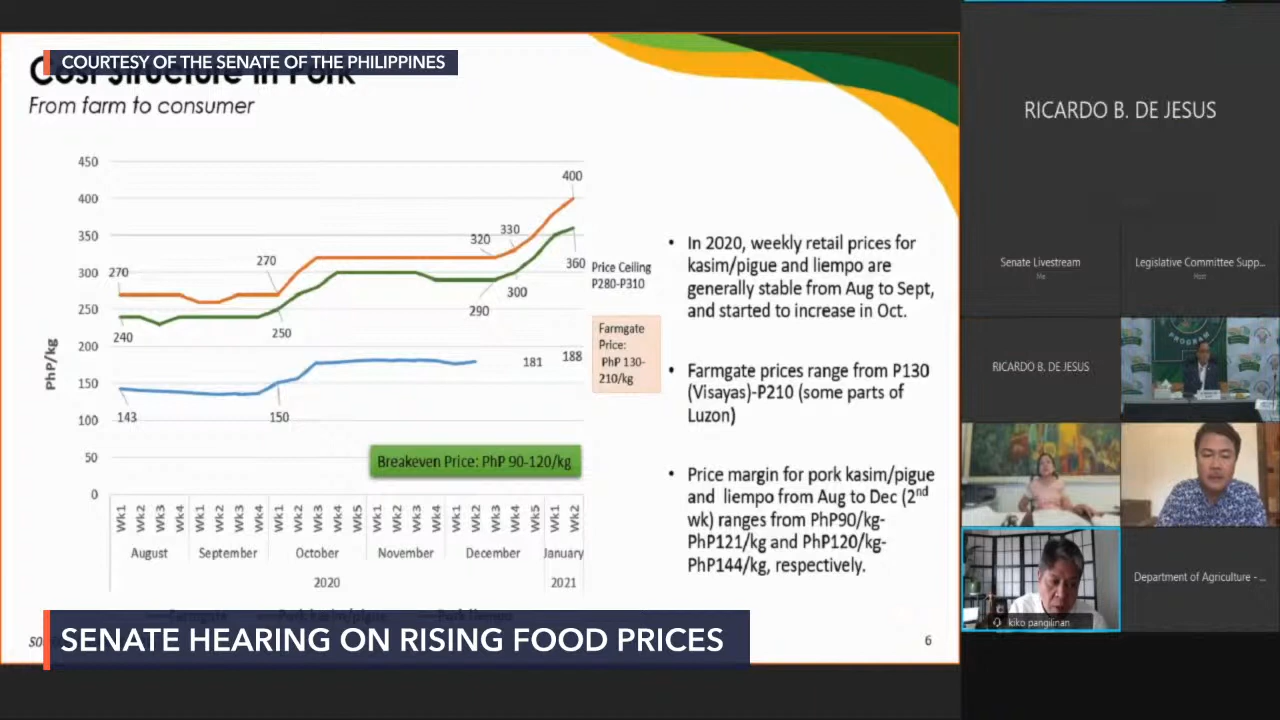 COURTESY OF THE SENATE OF THE PHILIPPINES
Cost Structure in Pork
From farm to consumer
450
400
350
300
250
200
150
100
50
0
PhP/kg
270
240
143
270
250
150
320
330
400
290
300
360
181
188
Price Ceiling
P280-P310
Farmgate
Price:
PhP 130-
210/kg
Breakeven Price: PhP 90-120/kg
Wk1 Wk2 Wk3 Wk4 Wk1 Wk2 Wk3 Wk4 Wk1 Wk2 Wk3 Wk4 Wk5 Wk1 Wk2 Wk3 Wk4 Wk1 Wk2 Wk3 Wk4 Wk5 Wk1 Wk2
August September October November December January
2020 2021
• In 2020, weekly retail prices for
kasim/pigue and liempo are
generally stable from Aug to Sept,
and started to increase in Oct.
• Farmgate prices range from P130
(Visayas)-P210 (some parts of
Luzon)
• Price margin for pork kasim/pigue
and liempo from Aug to Dec (2nd
wk) ranges from PhP90/kg-
PhP121/kg and PhP120/kg-
PhP144/kg, respectively.
6
SENATE HEARING ON RISING FOOD PRICES
RICARDO B. DE JESUS
Senate Livestream
Me
Legislative Committee Supp...
Host
RICARDO B. DE JESUS
PROGRAM
kiko pangilinan
Department of Agriculture - ...